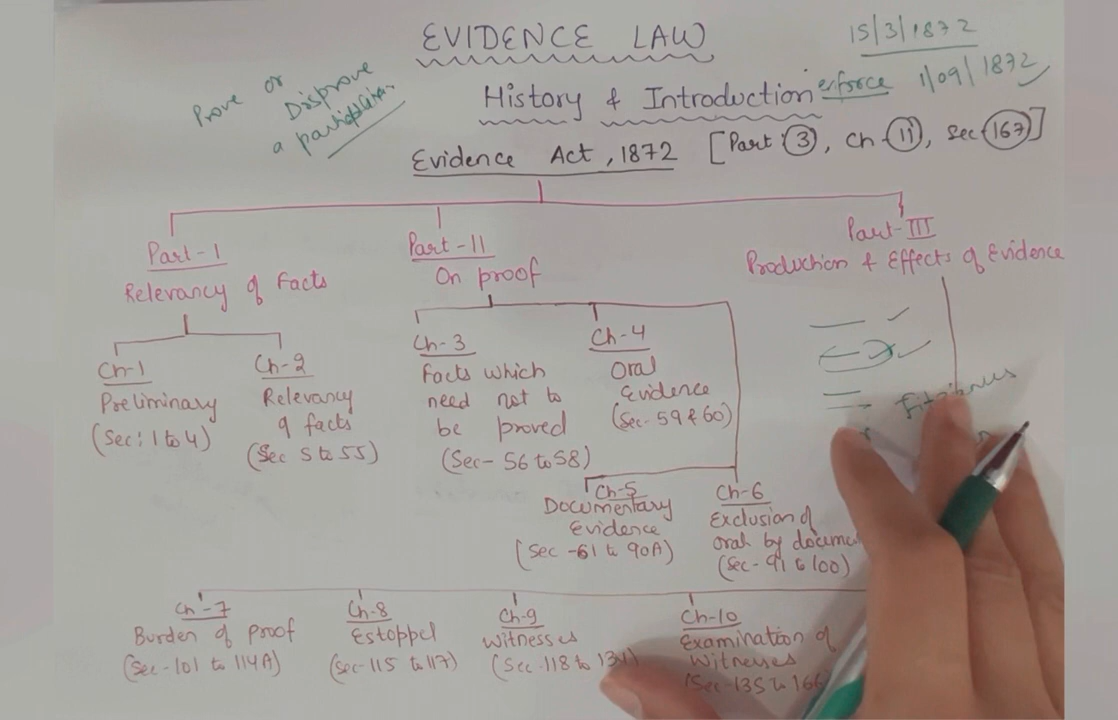 EVIDENCE LAW
15/3/1872
Prove or
Disprove
a
History & Introduction
enforce 1/09/1872
Evidence Act, 1872 [Part 3, Ch-11, Sec 167]
Part-1
Relevancy of Facts
Part-11
On proof
Part-III
Production & Effects of Evidence
Ch-1
Preliminary
(Sec: 1 to 4)
Ch-2
Relevancy
of facts
(Sec 5 to 55)
Ch-3
Facts which
need not to
be proved
(Sec- 56 to 58)
Ch-4
Oral
Evidence
(Sec- 59 & 60)
Ch-5
Documentary
Evidence
(Sec -61 to 90A)
Ch-6
Exclusion of
oral by docume
(Sec- 91 to 100)
Ch-7
Burden of Proof
(Sec-101 to 114A)
Ch-8
Estoppel
(Sec-115 to 117)
Ch-9
Witnesses
(Sec-118 to 134)
Ch-10
Examination of
Witnesses
(Sec-135 to 166